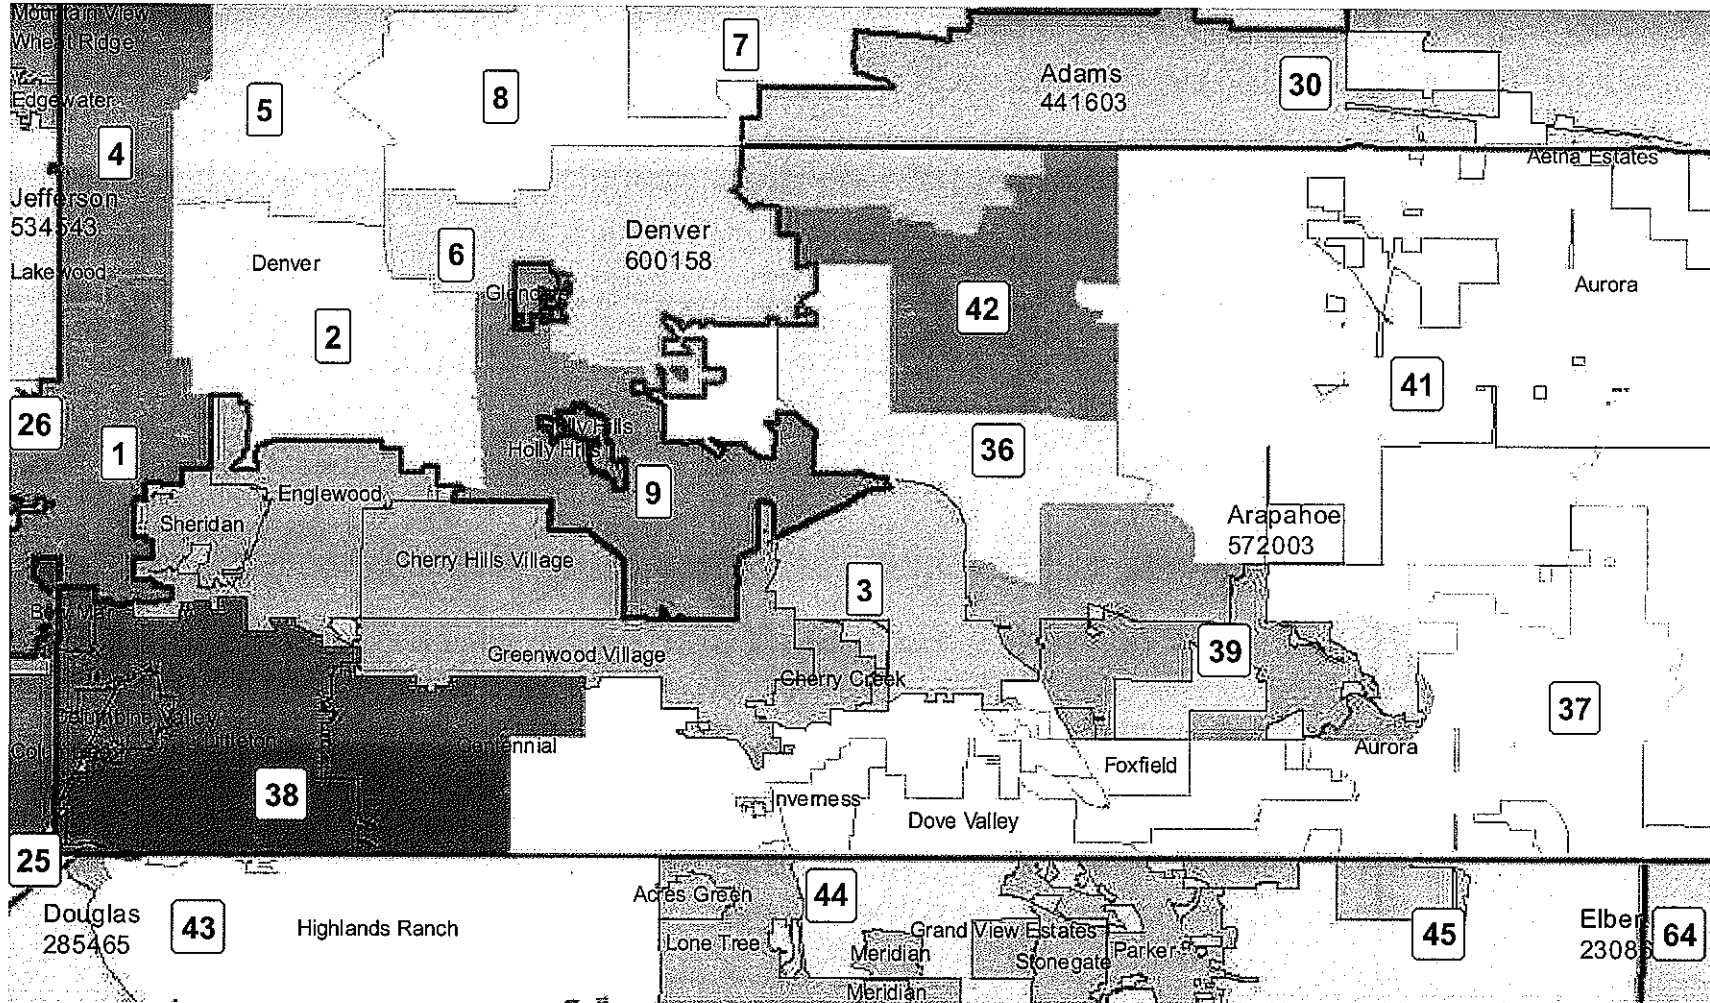 Mountain View
Wheat Ridge
7
Adams
441603
30
Edgewater
5
8
4
Aetna Estates
Jefferson
534543
Denver
600158
6
Lakewood
Denver
Aurora
42
2
41
26
Holly Hills
Holly Hills
1
36
9
Englewood
Sheridan
Arapahoe
572003
Cherry Hills Village
3
Greenwood Village
39
Cherry Creek
37
Columbine Valley
Littleton
Centennial
Aurora
Foxfield
38
Inverness
Dove Valley
25
Acres Green
44
Douglas
285465
43
Highlands Ranch
Grand View Estates
45
64
Lone Tree
Meridian
Stonegate
Parker
Meridian